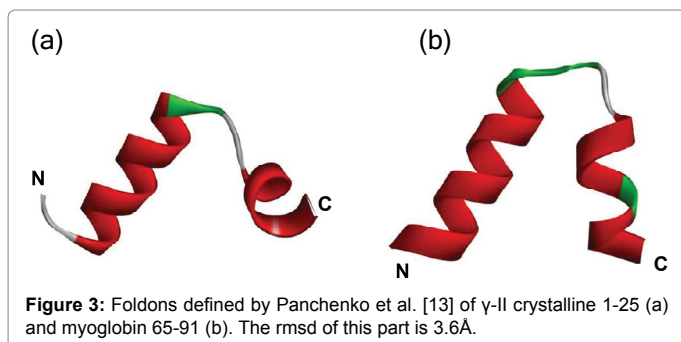 (a)
(b)
N
C
N
C
Figure 3: Foldons defined by Panchenko et al. [13] of γ-II crystalline 1-25 (a)
and myoglobin 65-91 (b). The rmsd of this part is 3.6Å.